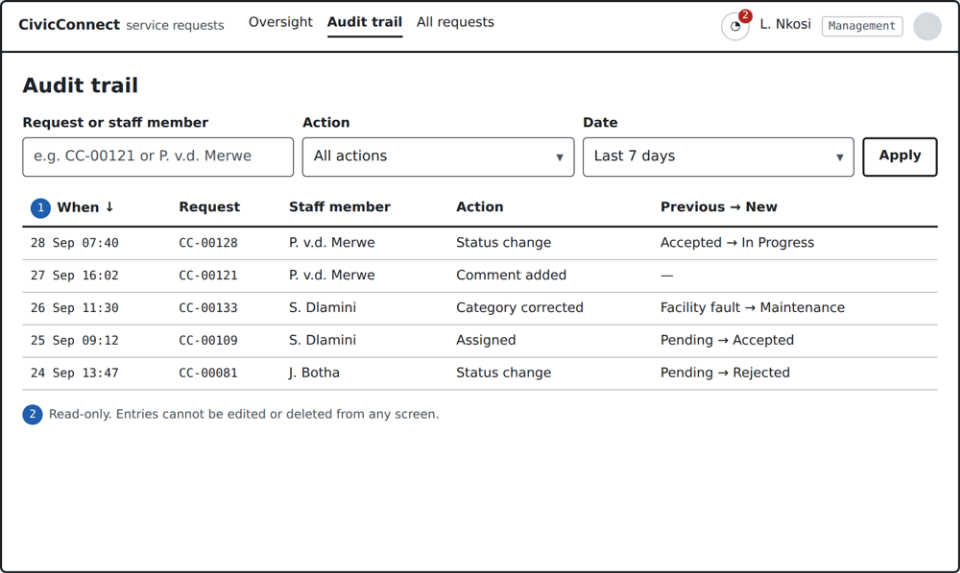 CivicConnect service requests Oversight Audit trail All requests 2 L. Nkosi Management
Audit trail
Request or staff member Action Date
e.g. CC-00121 or P. v.d. Merwe All actions ▾ Last 7 days ▾ Apply
1 When ↓ Request Staff member Action Previous → New
28 Sep 07:40 CC-00128 P. v.d. Merwe Status change Accepted → In Progress
27 Sep 16:02 CC-00121 P. v.d. Merwe Comment added —
26 Sep 11:30 CC-00133 S. Dlamini Category corrected Facility fault → Maintenance
25 Sep 09:12 CC-00109 S. Dlamini Assigned Pending → Accepted
24 Sep 13:47 CC-00081 J. Botha Status change Pending → Rejected
2 Read-only. Entries cannot be edited or deleted from any screen.